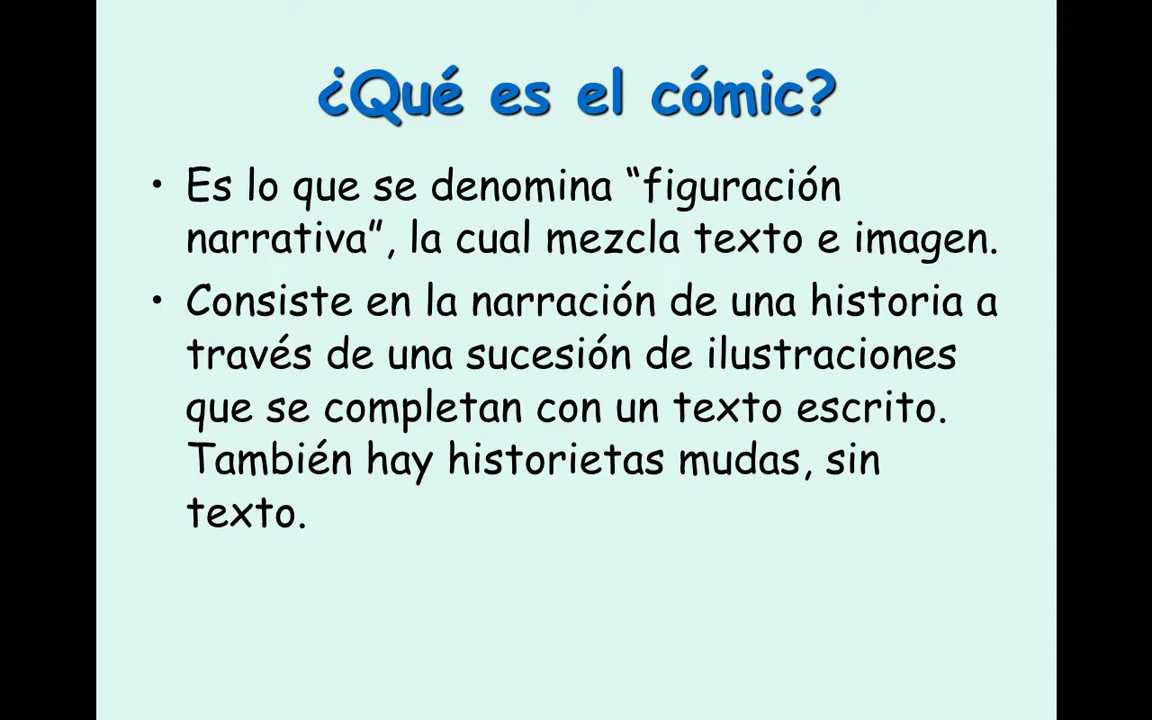 ¿Qué es el cómic?
• Es lo que se denomina “figuración
narrativa”, la cual mezcla texto e imagen.
• Consiste en la narración de una historia a
través de una sucesión de ilustraciones
que se completan con un texto escrito.
También hay historietas mudas, sin
texto.